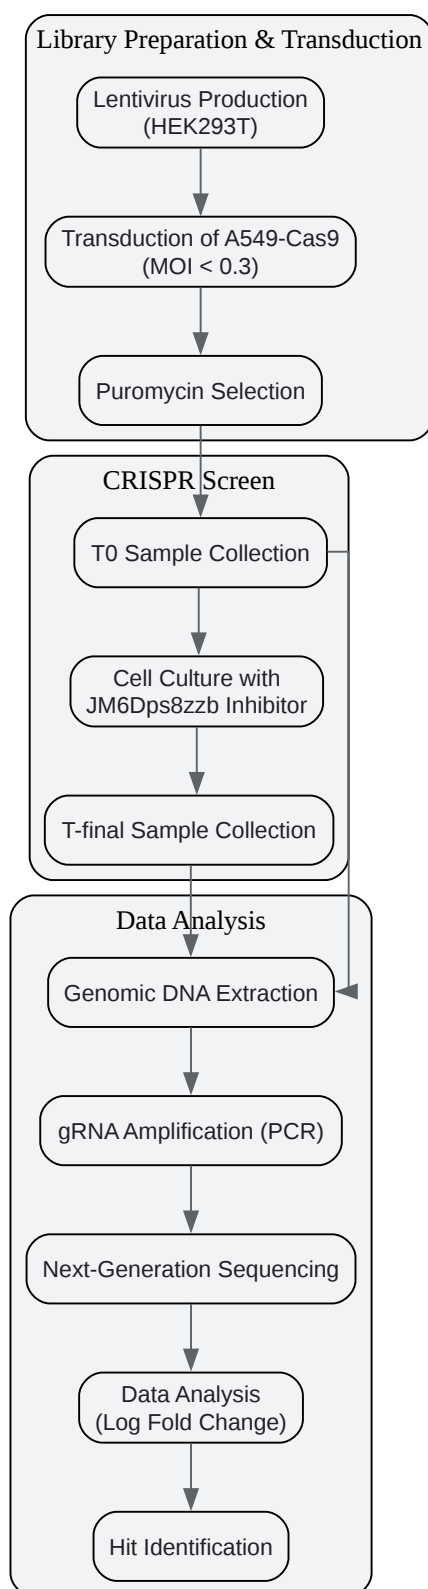 Library Preparation & Transduction
Lentivirus Production
(HEK293T)
Transduction of A549-Cas9
(MOI < 0.3)
Puromycin Selection
CRISPR Screen
T0 Sample Collection
Cell Culture with
JM6Dps8zzb Inhibitor
T-final Sample Collection
Data Analysis
Genomic DNA Extraction
gRNA Amplification (PCR)
Next-Generation Sequencing
Data Analysis
(Log Fold Change)
Hit Identification